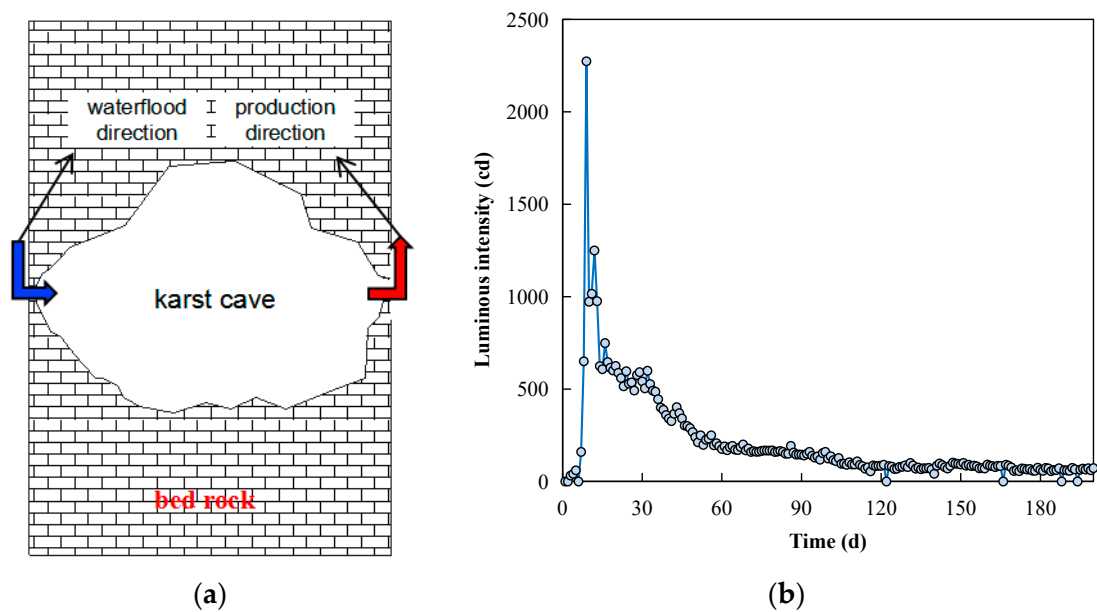 waterflood
direction
production
direction
karst cave
bed rock
(a)
Luminous intensity (cd)
2500
2000
1500
1000
500
0
0 30 60 90 120 150 180
Time (d)
(b)